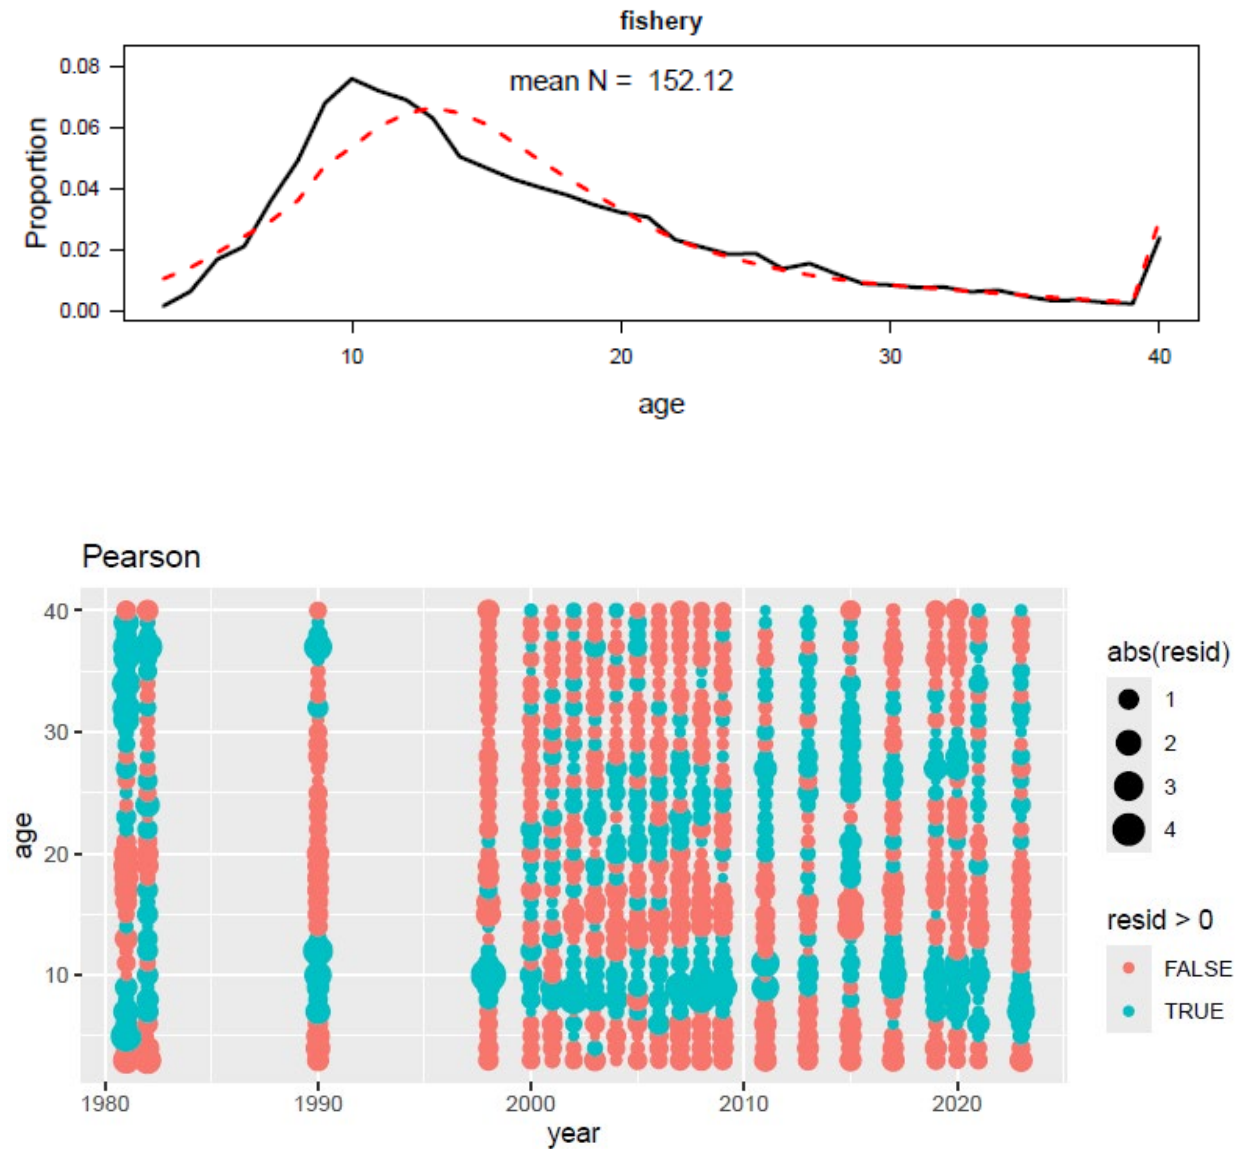 fishery
mean N = 152.12
0.08
0.06
0.04
0.02
0.00
Proportion
10 20 30 40
age
Pearson
40
30
20
10
age
1980 1990 2000 2010 2020
year
abs(resid)
1
2
3
4
resid > 0
FALSE
TRUE